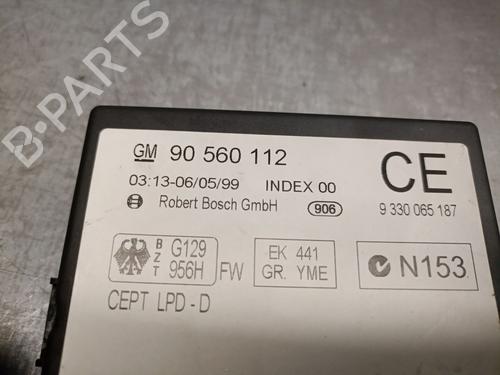 B-PARTS
GM 90 560 112
CE
03:13-06/05/99 INDEX 00
Robert Bosch GmbH 906 9 330 065 187
BZT G129
956H FW
EK 441
GR. YME
N153
CEPT LPD - D